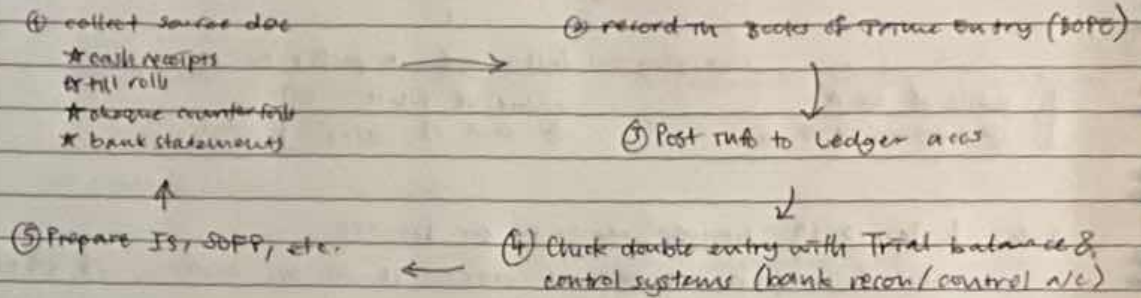 ① collect source doc
② record in Books of Prime Entry (BOPE)
* cash receipts
* till rolls
* cheque counterfoils
* bank statements
③ Post info to Ledger accs
⑤ Prepare IS, SOFP, etc.
④ Check double entry with Trial balance &
control systems (bank recon/control a/c)